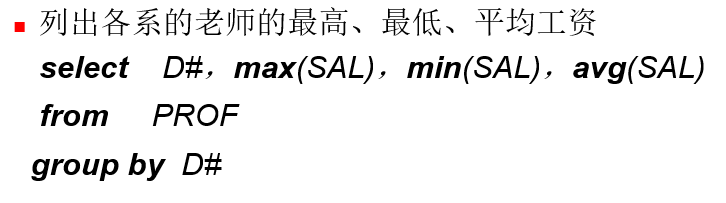 列出各系的老师的最高、最低、平均工资
select D#，max(SAL)，min(SAL)，avg(SAL)
from PROF
group by D#